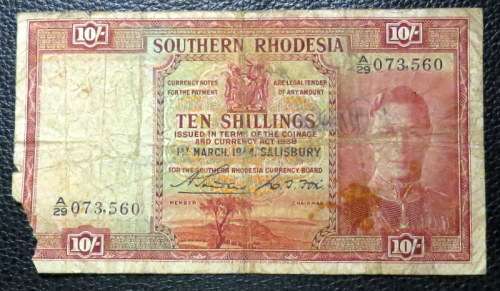 10/- 10/-
SOUTHERN RHODESIA
CURRENCY NOTES ARE LEGAL TENDER
FOR THE PAYMENT OF ANY AMOUNT
A/29 073,560
TEN SHILLINGS
ISSUED IN TERMS OF THE COINAGE
AND CURRENCY ACT 1938
1ST MARCH, 1944, SALISBURY
FOR THE SOUTHERN RHODESIA CURRENCY BOARD
A/29 073,560
MEMBER CHAIRMAN
10/- 10/-